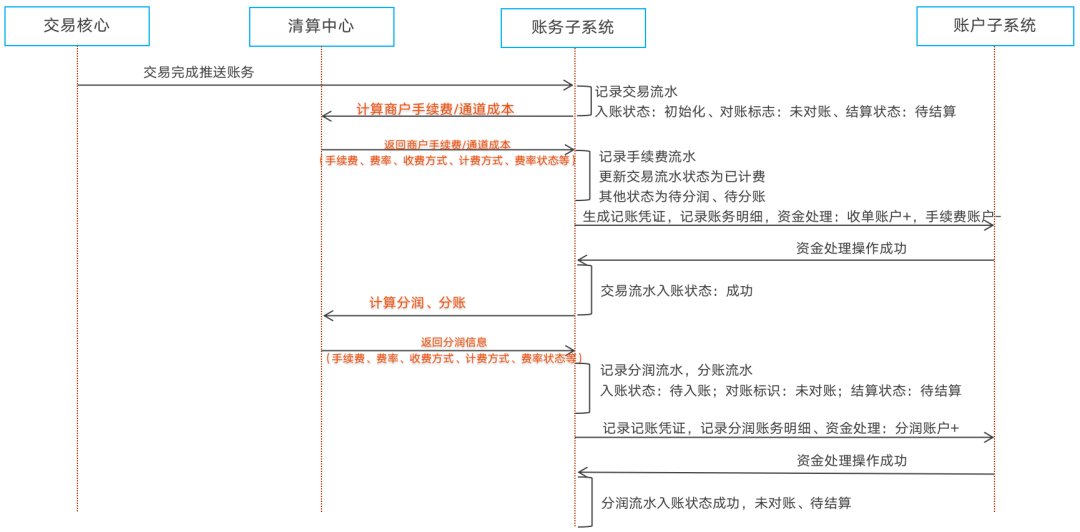 交易核心
清算中心
账务子系统
账户子系统
交易完成推送账务
记录交易流水
入账状态：初始化、对账标志：未对账、结算状态：待结算
计算商户手续费/通道成本
返回商户手续费/通道成本
（手续费、费率、收费方式、计费方式、费率状态等）
记录手续费流水
更新交易流水状态为已计费
其他状态为待分润、待分账
生成记账凭证，记录账务明细，资金处理：收单账户+，手续费账户-
资金处理操作成功
交易流水入账状态：成功
计算分润、分账
返回分润信息
（手续费、费率、收费方式、计费方式、费率状态等）
记录分润流水，分账流水
入账状态：待入账；对账标识：未对账；结算状态：待结算
记录记账凭证，记录分润账务明细、资金处理：分润账户+
资金处理操作成功
分润流水入账状态成功，未对账、待结算